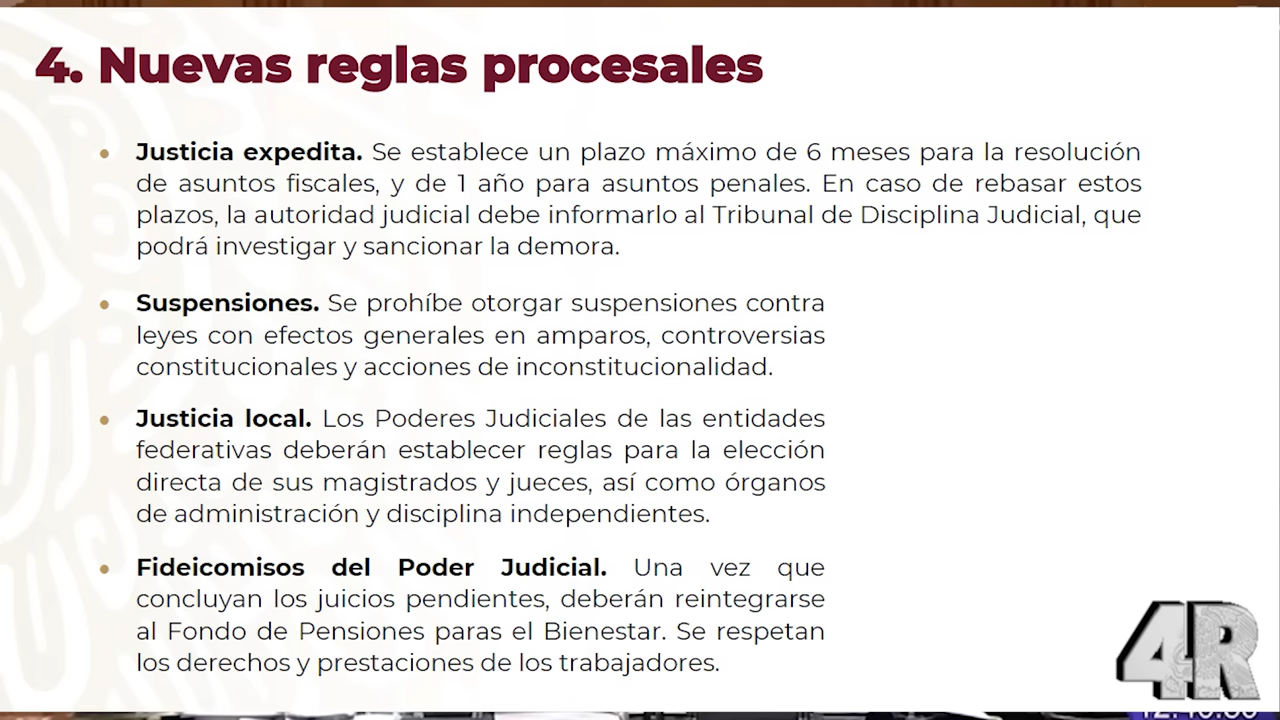 4. Nuevas reglas procesales
• Justicia expedita. Se establece un plazo máximo de 6 meses para la resolución
de asuntos fiscales, y de 1 año para asuntos penales. En caso de rebasar estos
plazos, la autoridad judicial debe informarlo al Tribunal de Disciplina Judicial, que
podrá investigar y sancionar la demora.
• Suspensiones. Se prohíbe otorgar suspensiones contra
leyes con efectos generales en amparos, controversias
constitucionales y acciones de inconstitucionalidad.
• Justicia local. Los Poderes Judiciales de las entidades
federativas deberán establecer reglas para la elección
directa de sus magistrados y jueces, así como órganos
de administración y disciplina independientes.
• Fideicomisos del Poder Judicial. Una vez que
concluyan los juicios pendientes, deberán reintegrarse
al Fondo de Pensiones paras el Bienestar. Se respetan
los derechos y prestaciones de los trabajadores.
4R